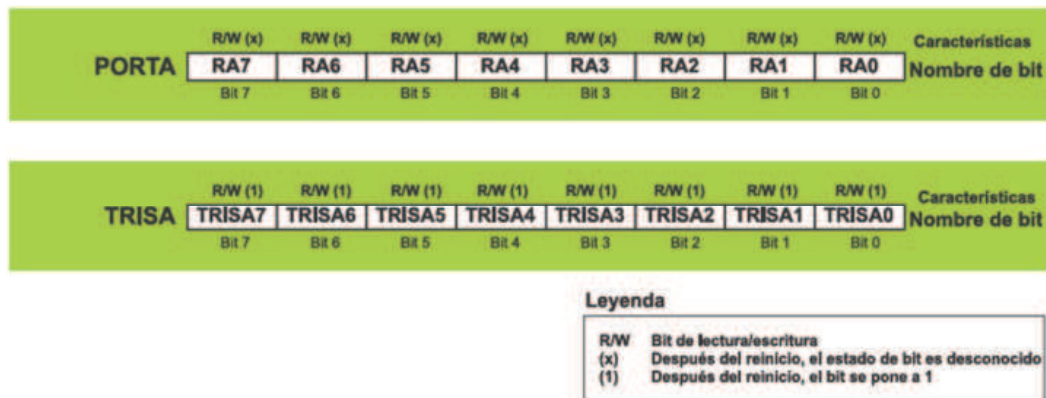 R/W (x) R/W (x) R/W (x) R/W (x) R/W (x) R/W (x) R/W (x) R/W (x) Características
PORTA RA7 RA6 RA5 RA4 RA3 RA2 RA1 RA0 Nombre de bit
Bit 7 Bit 6 Bit 5 Bit 4 Bit 3 Bit 2 Bit 1 Bit 0
R/W (1) R/W (1) R/W (1) R/W (1) R/W (1) R/W (1) R/W (1) R/W (1) Características
TRISA TRISA7 TRISA6 TRISA5 TRISA4 TRISA3 TRISA2 TRISA1 TRISA0 Nombre de bit
Bit 7 Bit 6 Bit 5 Bit 4 Bit 3 Bit 2 Bit 1 Bit 0
Leyenda
R/W Bit de lectura/escritura
(x) Después del reinicio, el estado de bit es desconocido
(1) Después del reinicio, el bit se pone a 1